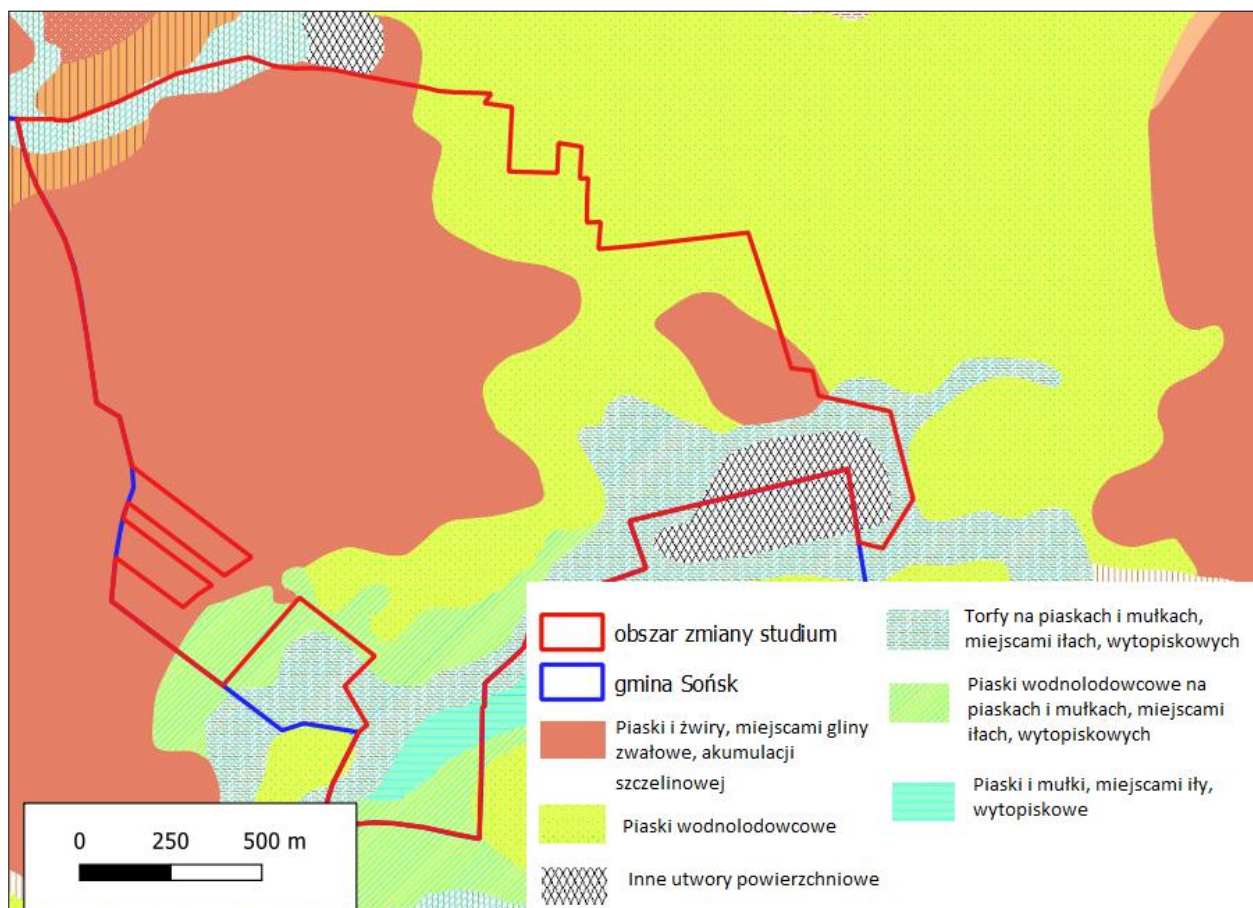 obszar zmiany studium
gmina Sońsk
Piaski i żwiry, miejscami gliny
zwałowe, akumulacji
szczelinowej
Piaski wodnolodowcowe
Inne utwory powierzchniowe
Torfy na piaskach i mułkach,
miejscami iłach, wytopiskowych
Piaski wodnolodowcowe na
piaskach i mułkach, miejscami
iłach, wytopiskowych
Piaski i mułki, miejscami iły,
wytopiskowe
0 250 500 m